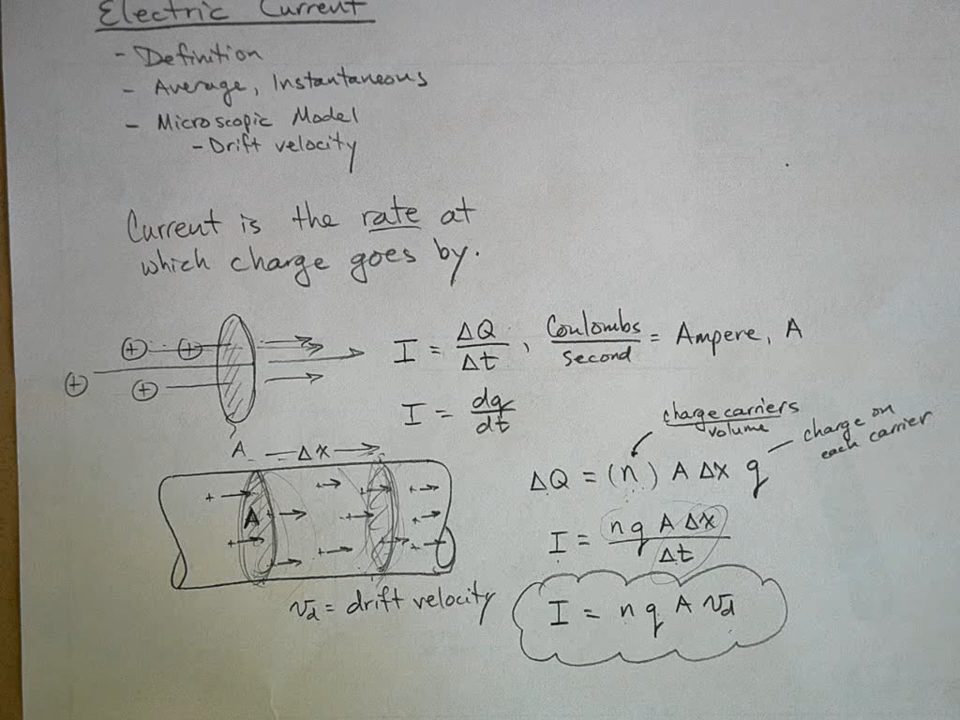 Electric Current
- Definition
- Average, Instantaneous
- Microscopic Model
- Drift velocity
Current is the rate at
which charge goes by.
+ + + +
I = ΔQ/Δt, Coulombs/Second = Ampere, A
I = dq/dt
A
Δx
charge carriers/volume
charge on
each carrier
ΔQ = (n) A Δx q
+ + + + + + + + + +
A
I = n q A Δx/Δt
v_d = drift velocity
I = n q A v_d